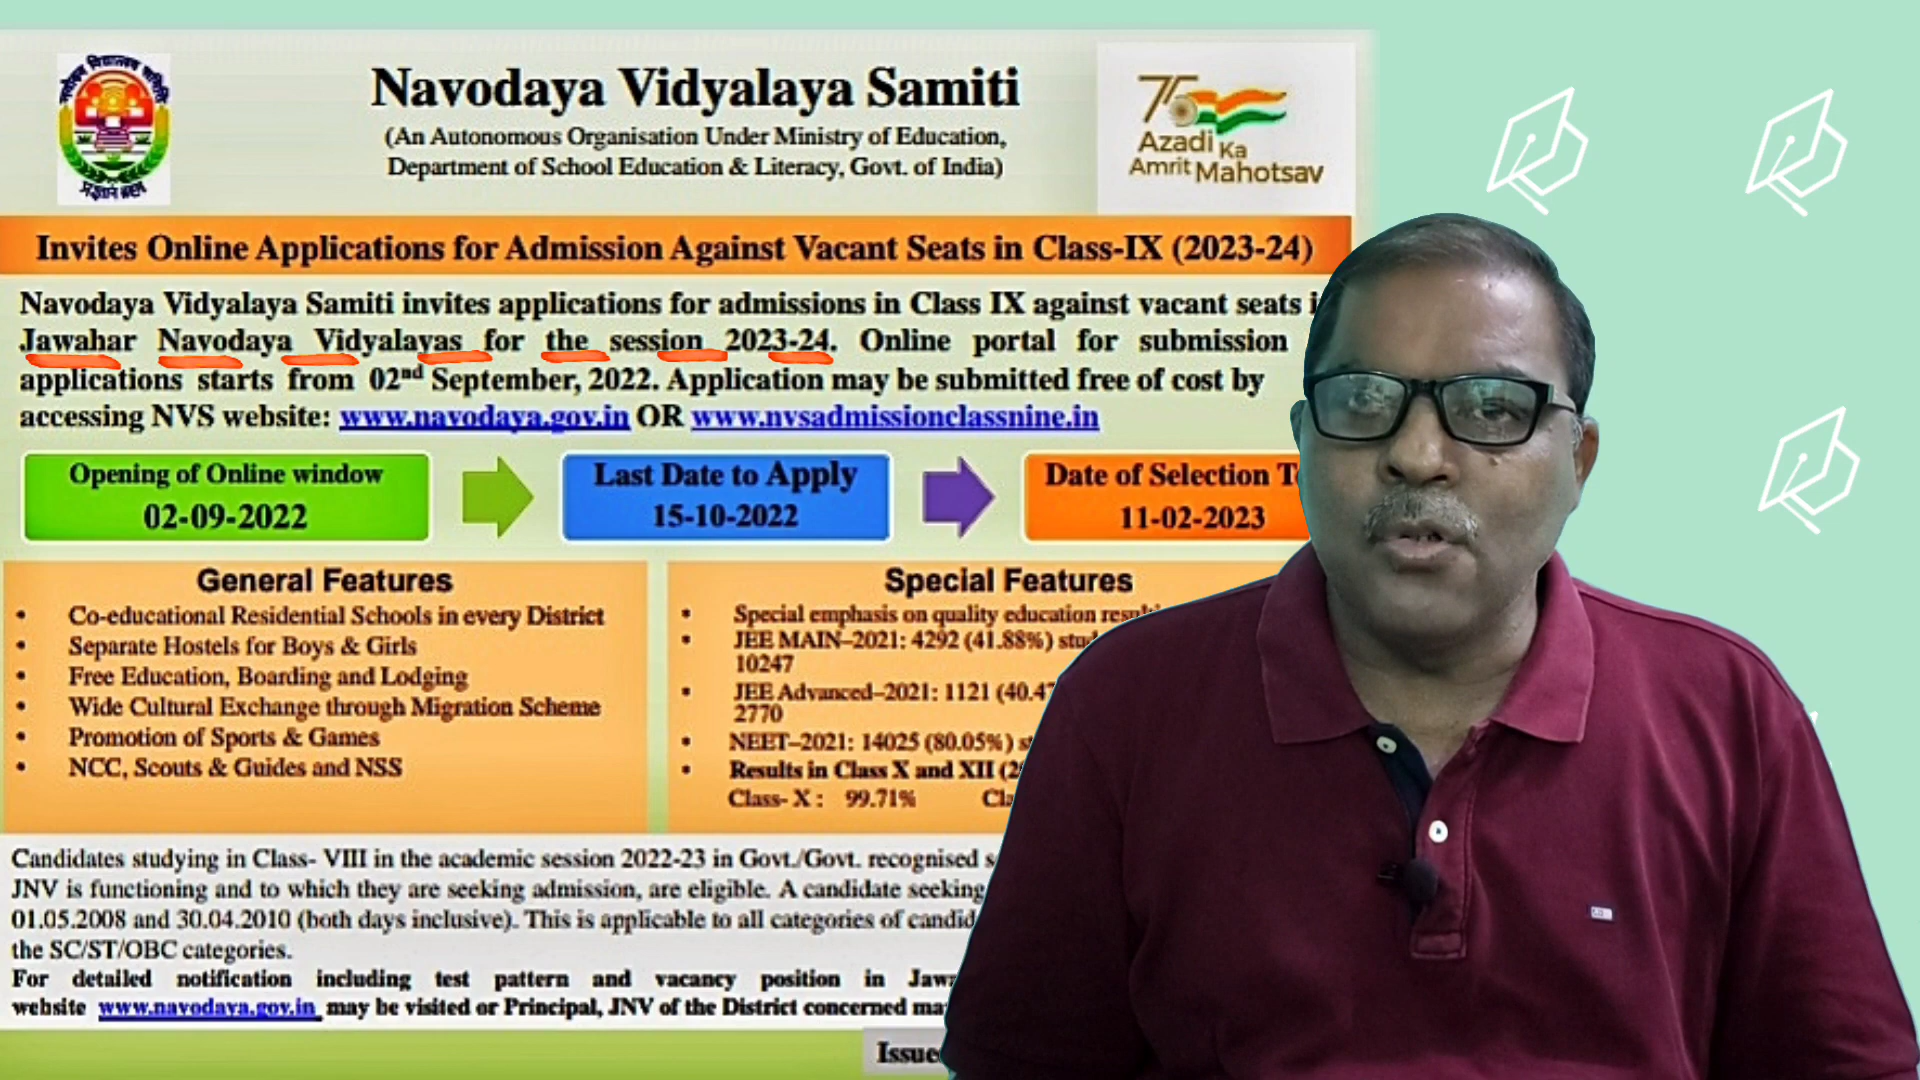 नवोदय विद्यालय समिति
Navodaya Vidyalaya Samiti
(An Autonomous Organisation Under Ministry of Education,
Department of School Education & Literacy, Govt. of India)
75
Azadi Ka
Amrit Mahotsav
Invites Online Applications for Admission Against Vacant Seats in Class-IX (2023-24)
Navodaya Vidyalaya Samiti invites applications for admissions in Class IX against vacant seats
Jawahar Navodaya Vidyalayas for the session 2023-24. Online portal for submission
applications starts from 02nd September, 2022. Application may be submitted free of cost by
accessing NVS website: www.navodaya.gov.in OR www.nvsadmissionclassnine.in
Opening of Online window
02-09-2022
Last Date to Apply
15-10-2022
Date of Selection
11-02-2023
General Features
• Co-educational Residential Schools in every District
• Separate Hostels for Boys & Girls
• Free Education, Boarding and Lodging
• Wide Cultural Exchange through Migration Scheme
• Promotion of Sports & Games
• NCC, Scouts & Guides and NSS
Special Features
• Special emphasis on quality education
• JEE MAIN–2021: 4292 (41.88%)
10247
• JEE Advanced–2021: 1121
2770
• NEET–2021: 14025 (80.05%)
• Results in Class X and XII
Class- X : 99.71%
Candidates studying in Class- VIII in the academic session 2022-23 in Govt./Govt. recognised
JNV is functioning and to which they are seeking admission, are eligible. A candidate seeking
01.05.2008 and 30.04.2010 (both days inclusive). This is applicable to all categories of
the SC/ST/OBC categories.
For detailed notification including test pattern and vacancy position in
website www.navodaya.gov.in may be visited or Principal, JNV of the District concerned